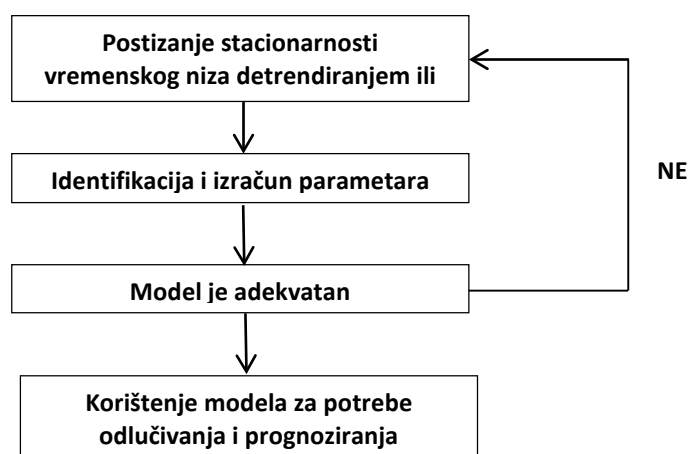 Postizanje stacionarnosti
vremenskog niza detrendiranjem ili
Identifikacija i izračun parametara
NE
Model je adekvatan
Korištenje modela za potrebe
odlučivanja i prognoziranja